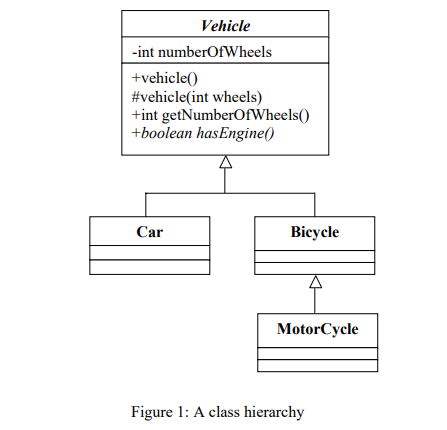 Vehicle
-int numberOfWheels
+vehicle()
#vehicle(int wheels)
+int getNumberOfWheels()
+boolean hasEngine()
Car
Bicycle
MotorCycle
Figure 1: A class hierarchy